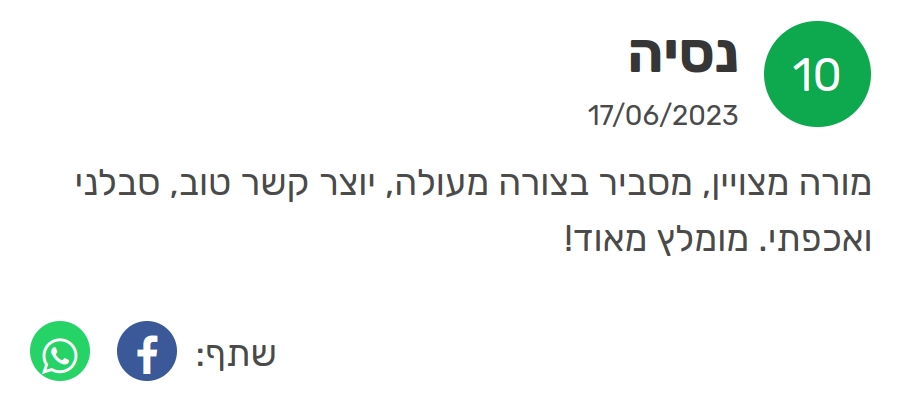 10
נסיה
17/06/2023
מורה מצויין, מסביר בצורה מעולה, יוצר קשר טוב, סבלני
ואכפתי. מומלץ מאוד!
שתף: